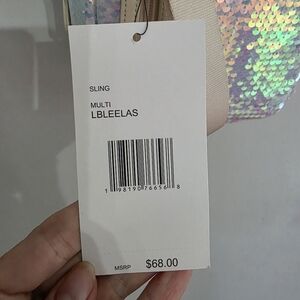 SLING
MULTI
LBLEELAS
1 98190 76656 8
MSRP $68.00